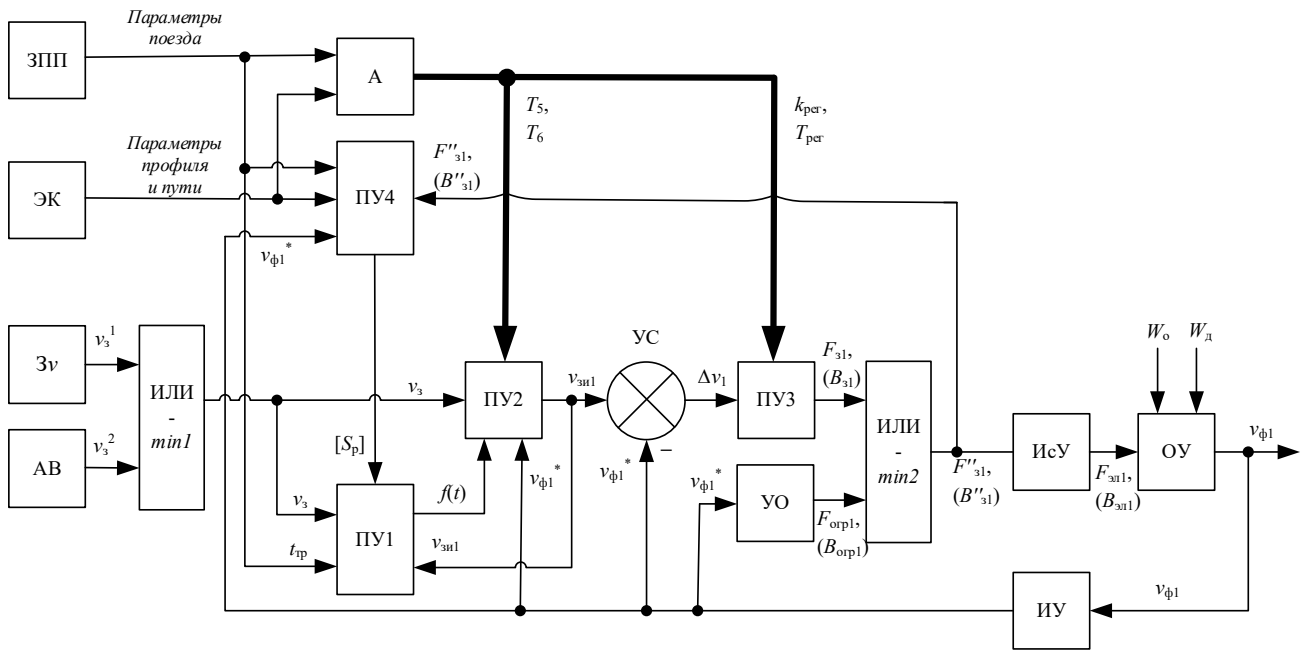 Параметры
поезда
ЗПП
А
T5,
T6
kрег,
Tрег
Параметры
профиля
и пути
ЭК
ПУ4
F''з1,
(B''з1)
vф1*
Зv
vз1
АВ
vз2
ИЛИ
-
min1
vз
ПУ2
vзи1
УС
Δv1
ПУ3
Fз1,
(Bз1)
ИЛИ
-
min2
Wо
Wд
[Sр]
vф1*
vф1*
–
vф1*
УО
Fогр1,
(Bогр1)
F''з1,
(B''з1)
ИсУ
Fэл1,
(Bэл1)
ОУ
vф1
vз
f(t)
ПУ1
tтр
vзи1
ИУ
vф1